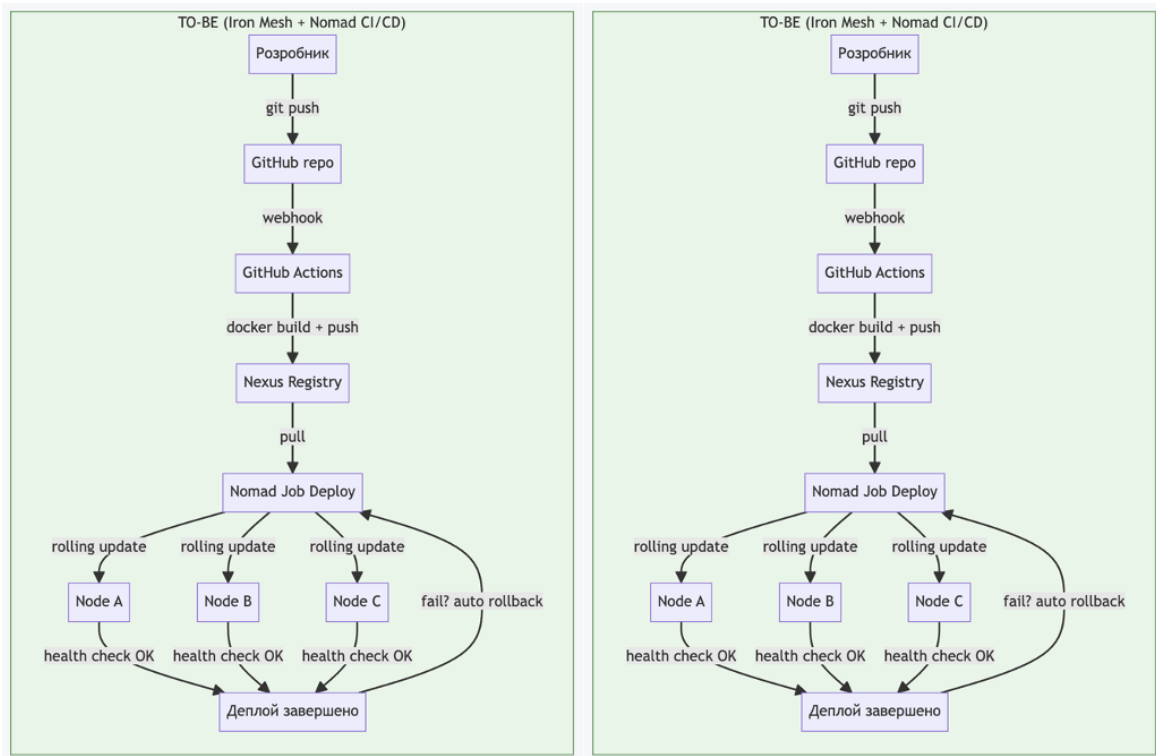 TO-BE (Iron Mesh + Nomad CI/CD)
Розробник
git push
GitHub repo
webhook
GitHub Actions
docker build + push
Nexus Registry
pull
Nomad Job Deploy
rolling update
rolling update
rolling update
Node A
Node B
Node C
fail? auto rollback
health check OK
health check OK
health check OK
Деплой завершено
TO-BE (Iron Mesh + Nomad CI/CD)
Розробник
git push
GitHub repo
webhook
GitHub Actions
docker build + push
Nexus Registry
pull
Nomad Job Deploy
rolling update
rolling update
rolling update
Node A
Node B
Node C
fail? auto rollback
health check OK
health check OK
health check OK
Деплой завершено